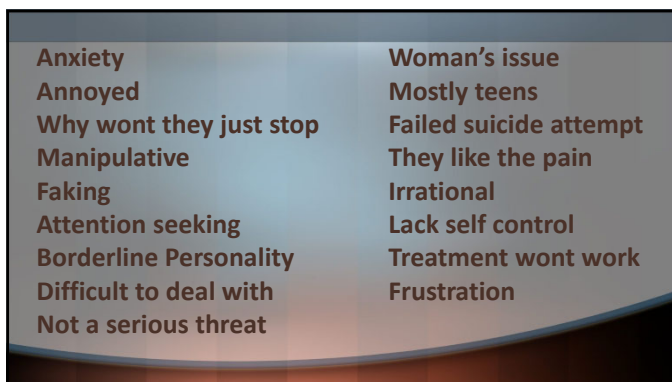 Anxiety
Annoyed
Why wont they just stop
Manipulative
Faking
Attention seeking
Borderline Personality
Difficult to deal with
Not a serious threat
Woman's issue
Mostly teens
Failed suicide attempt
They like the pain
Irrational
Lack self control
Treatment wont work
Frustration